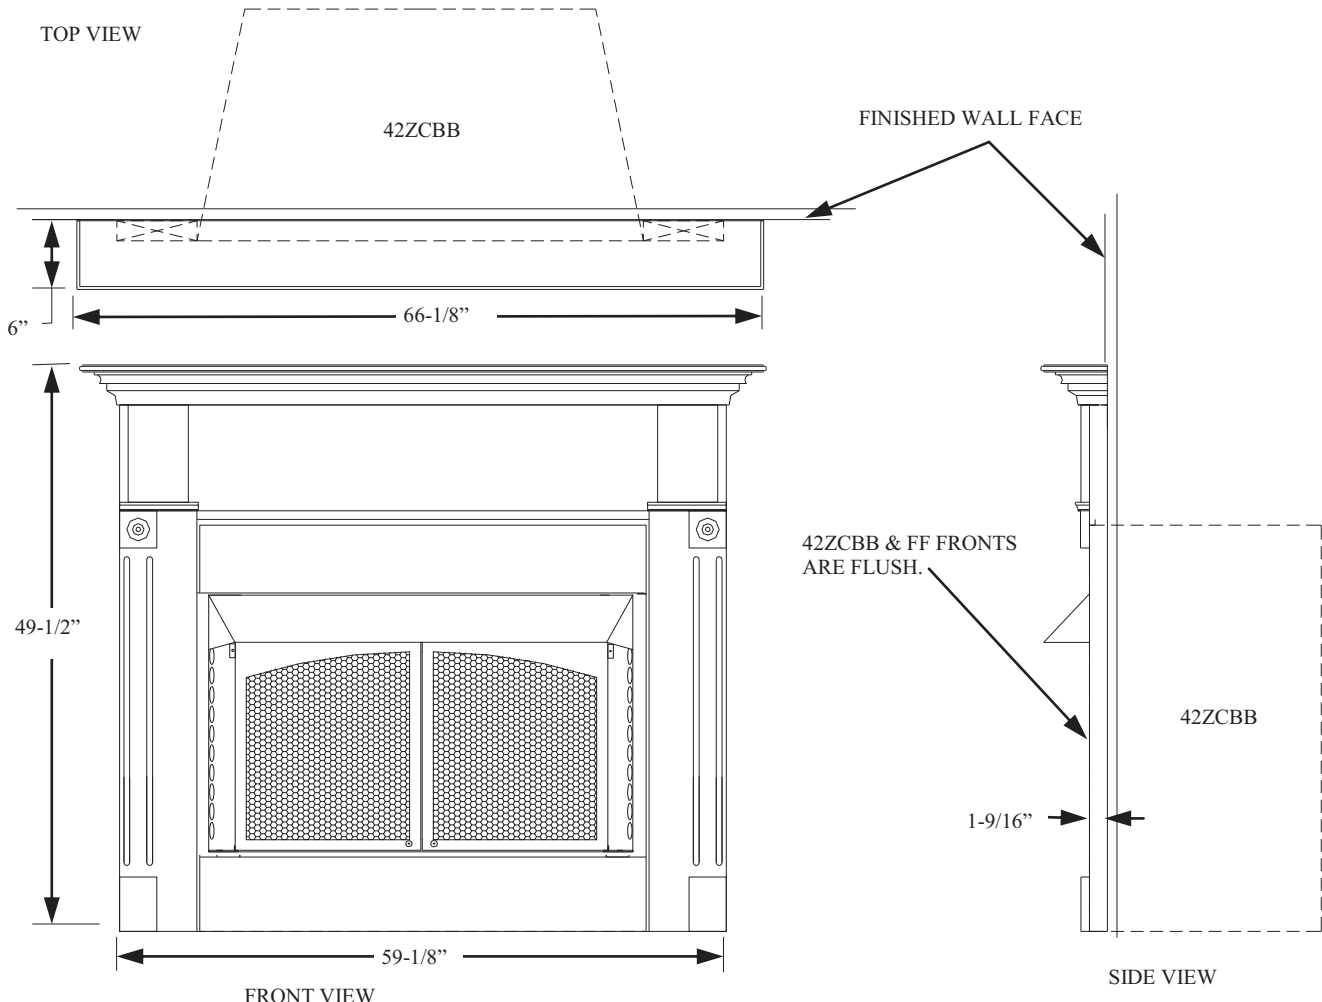 TOP VIEW
42ZCBB
FINISHED WALL FACE
6”
66-1/8”
42ZCBB & FF FRONTS
ARE FLUSH.
49-1/2”
42ZCBB
1-9/16”
59-1/8”
SIDE VIEW
FRONT VIEW